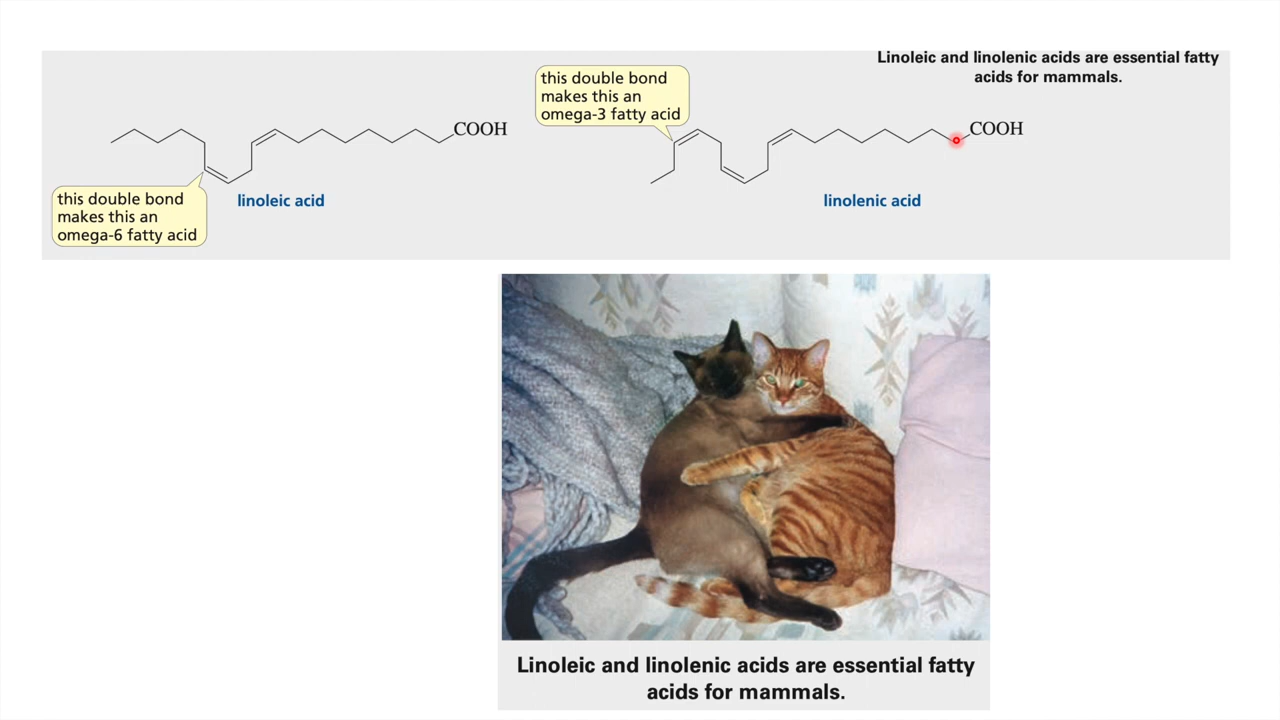 Linoleic and linolenic acids are essential fatty
acids for mammals.
this double bond
makes this an
omega-3 fatty acid
COOH
COOH
this double bond
makes this an
omega-6 fatty acid
linoleic acid
linolenic acid
Linoleic and linolenic acids are essential fatty
acids for mammals.